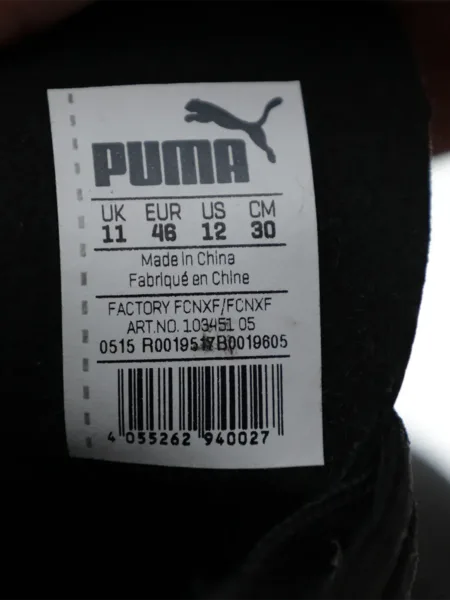 PUMA
UK EUR US CM
11 46 12 30
Made in China
Fabriqué en Chine
FACTORY FCNXF/FCNXF
ART.NO. 103451 05
0515 R0019517B0019605
4 055262 940027